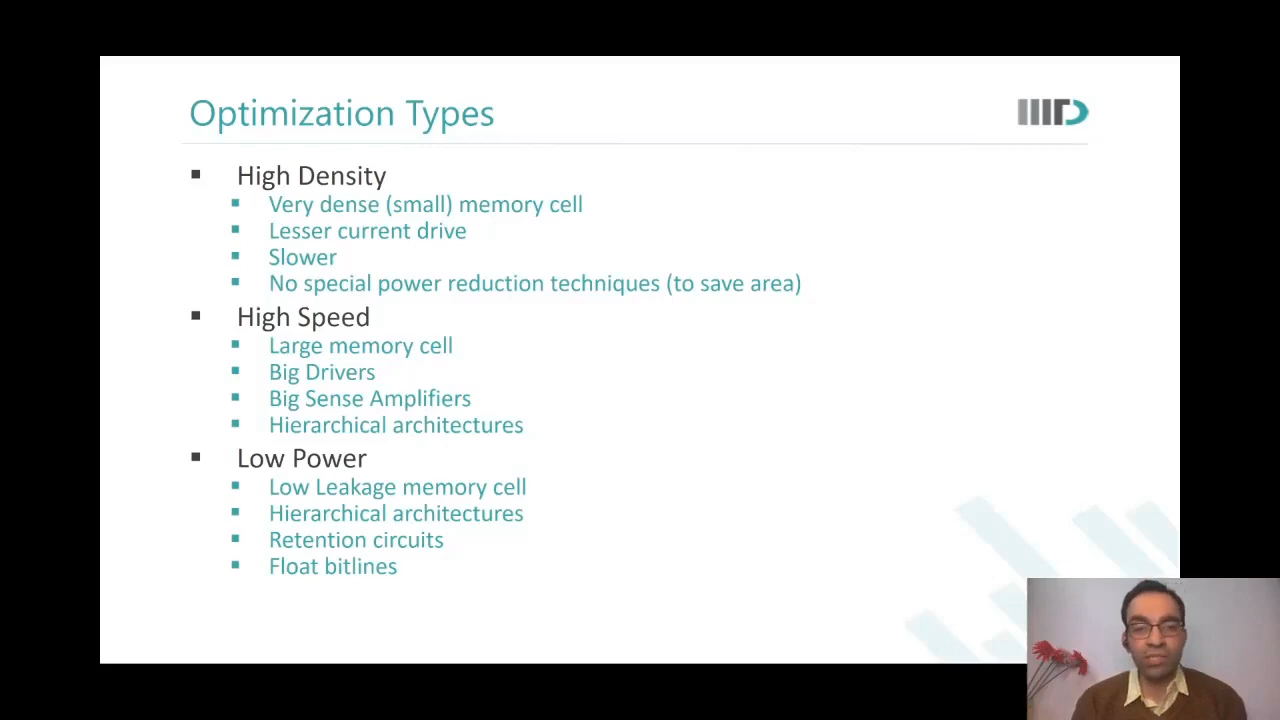 Optimization Types
IIITD
High Density
Very dense (small) memory cell
Lesser current drive
Slower
No special power reduction techniques (to save area)
High Speed
Large memory cell
Big Drivers
Big Sense Amplifiers
Hierarchical architectures
Low Power
Low Leakage memory cell
Hierarchical architectures
Retention circuits
Float bitlines